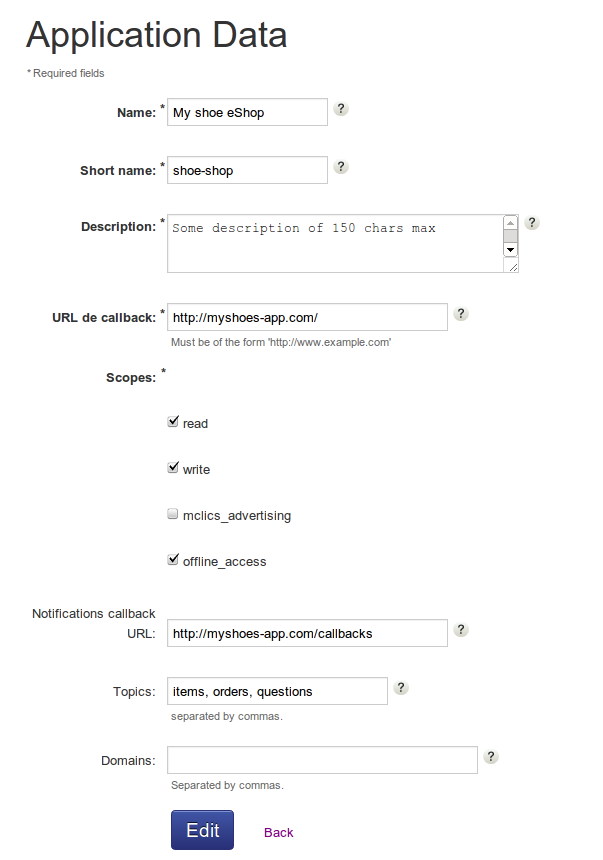 Application Data
* Required fields
Name: * My shoe eShop ?
Short name: * shoe-shop ?
Description: * Some description of 150 chars max ?
URL de callback: * http://myshoes-app.com/ ?
Must be of the form 'http://www.example.com'
Scopes: *
read
write
mclics_advertising
offline_access
Notifications callback
URL: http://myshoes-app.com/callbacks ?
Topics: items, orders, questions ?
separated by commas.
Domains: ?
Separated by commas.
Edit Back